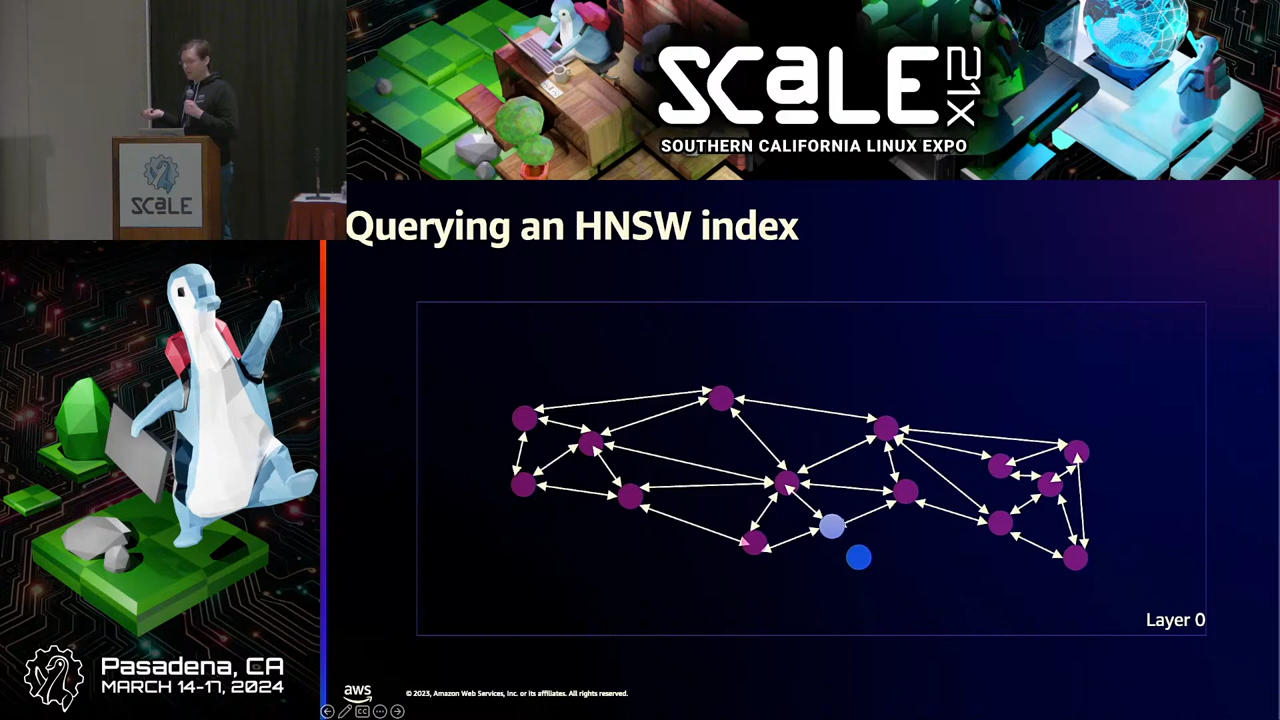 SCaLE
21X
SOUTHERN CALIFORNIA LINUX EXPO
SCaLE
Querying an HNSW index
Layer 0
Pasadena, CA
MARCH 14-17, 2024
aws
© 2023, Amazon Web Services, Inc. or its affiliates. All rights reserved.
CC